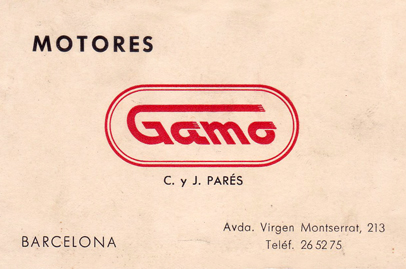 MOTORES
Gamo
C. y J. PARÉS
Avda. Virgen Montserrat, 213
BARCELONA
Teléf. 26 52 75